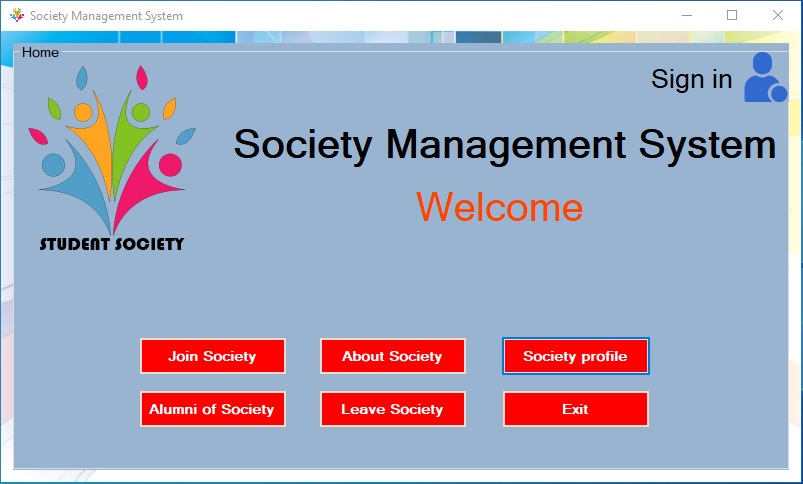 Society Management System
Home
Sign in
Society Management System
Welcome
STUDENT SOCIETY
Join Society
About Society
Society profile
Alumni of Society
Leave Society
Exit